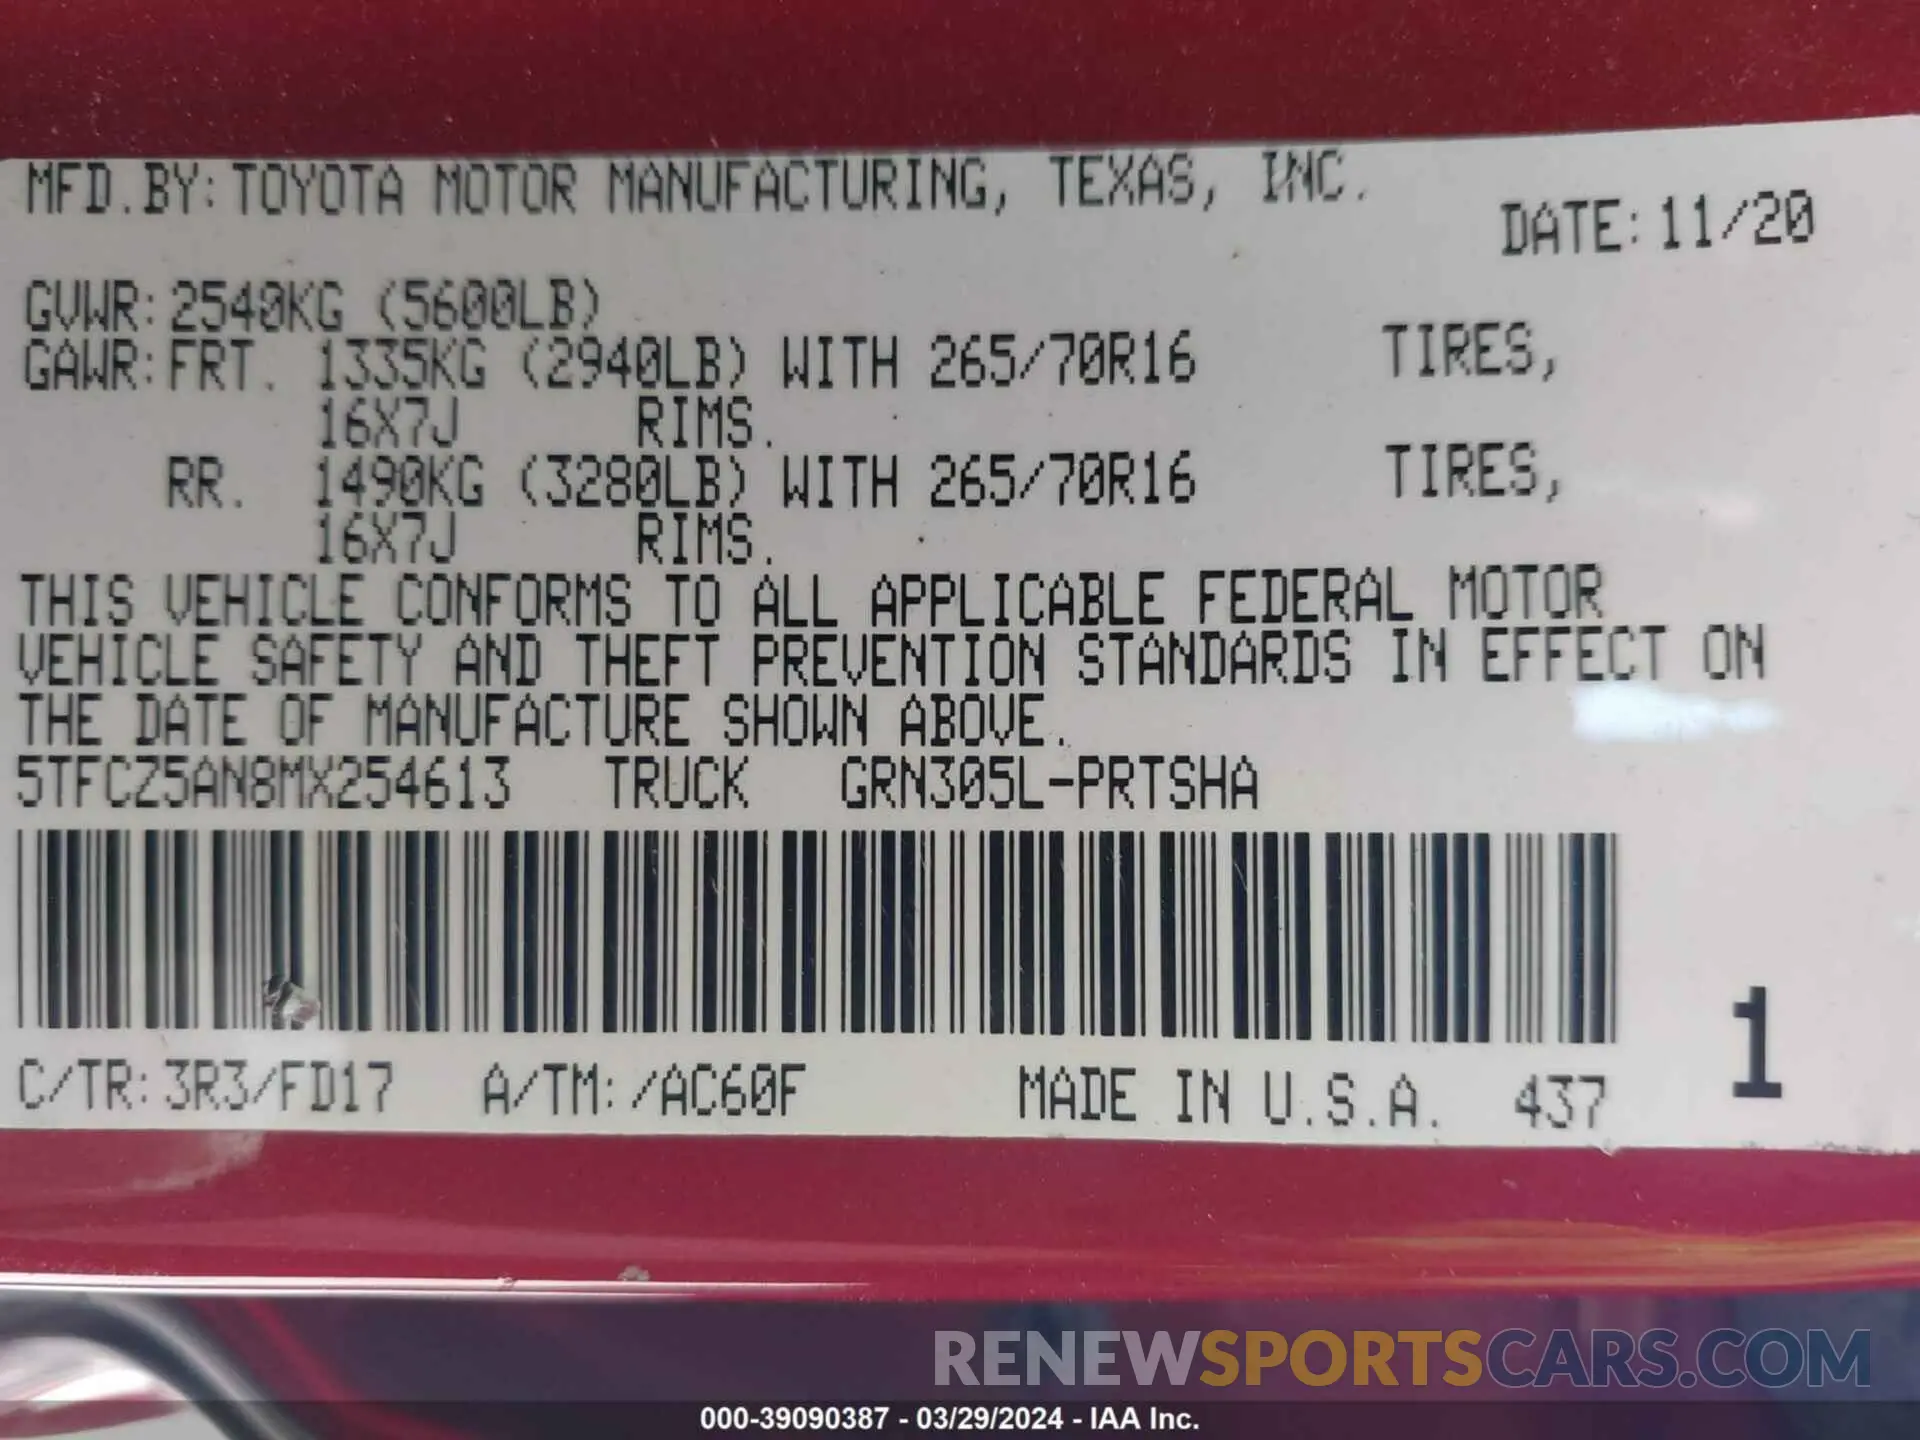 MFD.BY:TOYOTA MOTOR MANUFACTURING, TEXAS, INC.
DATE:11/20
GVWR:2540KG (5600LB)
GAWR:FRT. 1335KG (2940LB) WITH 265/70R16 TIRES,
16X7J RIMS.
RR. 1490KG (3280LB) WITH 265/70R16 TIRES,
16X7J RIMS.
THIS VEHICLE CONFORMS TO ALL APPLICABLE FEDERAL MOTOR
VEHICLE SAFETY AND THEFT PREVENTION STANDARDS IN EFFECT ON
THE DATE OF MANUFACTURE SHOWN ABOVE.
5TFCZ5AN8MX254613 TRUCK GRN305L-PRTSHA
1
C/TR:3R3/FD17 A/TM:/AC60F MADE IN U.S.A. 437
RENEWSPORTSCARS.COM
000-39090387 - 03/29/2024 - IAA Inc.